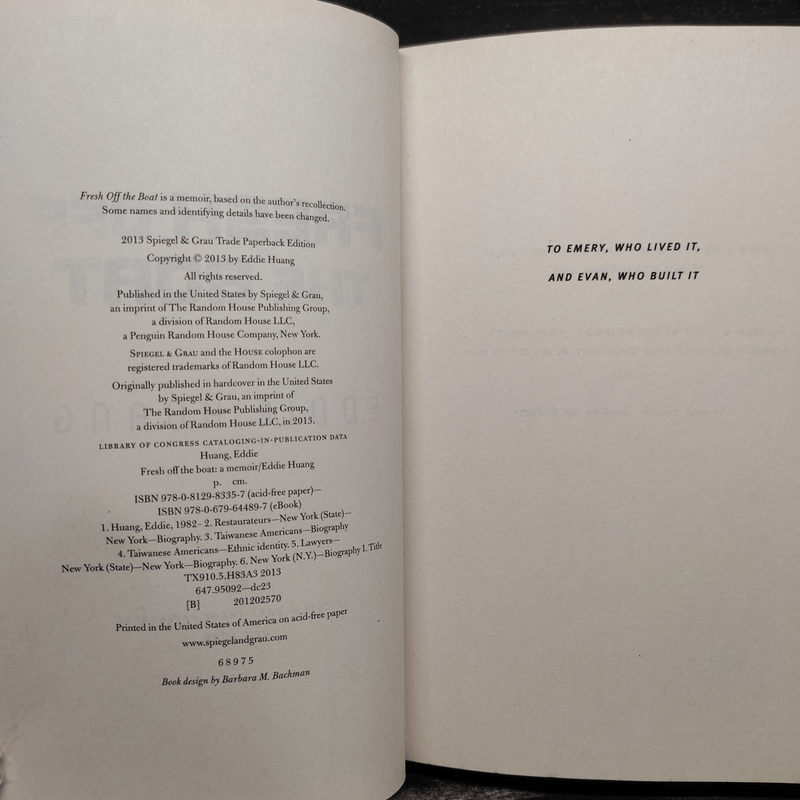 Fresh Off the Boat is a memoir, based on the author's recollection.
Some names and identifying details have been changed.
2013 Spiegel & Grau Trade Paperback Edition
Copyright © 2013 by Eddie Huang
All rights reserved.
Published in the United States by Spiegel & Grau,
an imprint of The Random House Publishing Group,
a division of Random House LLC,
a Penguin Random House Company, New York.
SPIEGEL & GRAU and the HOUSE colophon are
registered trademarks of Random House LLC.
Originally published in hardcover in the United States
by Spiegel & Grau, an imprint of
The Random House Publishing Group,
a division of Random House LLC, in 2013.
LIBRARY OF CONGRESS CATALOGING-IN-PUBLICATION DATA
Huang, Eddie
Fresh off the boat: a memoir/Eddie Huang
p. cm.
ISBN 978-0-8129-8335-7 (acid-free paper)—
ISBN 978-0-679-64489-7 (eBook)
1. Huang, Eddie, 1982– 2. Restaurateurs—New York (State)—
New York—Biography. 3. Taiwanese Americans—Biography
4. Taiwanese Americans—Ethnic identity. 5. Lawyers—
New York (State)—New York—Biography. 6. New York (N.Y.)—Biography I. Title
TX910.5.H83A3 2013
647.95092—dc23
[B] 201202570
Printed in the United States of America on acid-free paper
www.spiegelandgrau.com
6 8 9 7 5
Book design by Barbara M. Bachman
TO EMERY, WHO LIVED IT,
AND EVAN, WHO BUILT IT